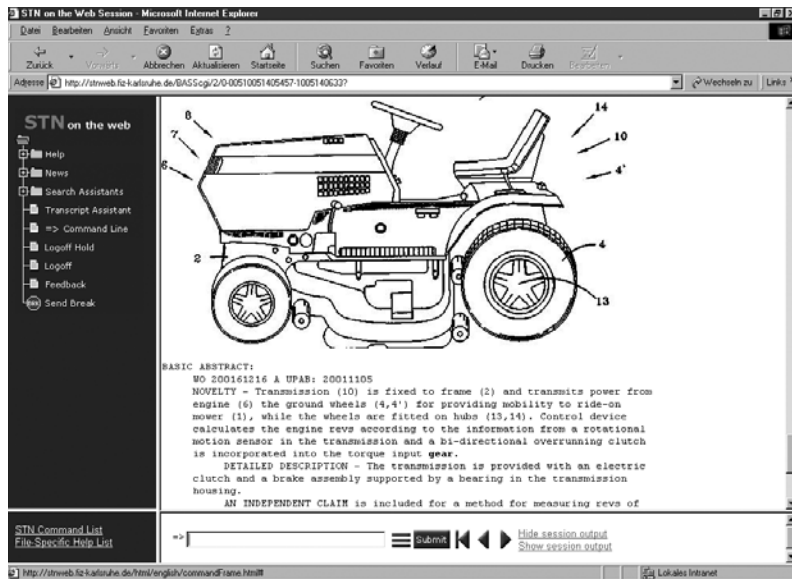 STN on the Web Session - Microsoft Internet Explorer
Datei Bearbeiten Ansicht Favoriten Extras ?
Zurück Vorwärts Abbrechen Aktualisieren Startseite Suchen Favoriten Verlauf E-Mail Drucken Bearbeiten
Adresse http://stnweb.fiz-karlsruhe.de/BASScgi/2/0-00510051405457-1005140633? Wechseln zu Links
STN on the web
Help
News
Search Assistants
Transcript Assistant
=> Command Line
Logoff Hold
Logoff
Feedback
Send Break
8
7
6
2
14
10
4'
4
13
BASIC ABSTRACT:
WO 200161216 A UPAB: 20011105
NOVELTY - Transmission (10) is fixed to frame (2) and transmits power from
engine (6) the ground wheels (4,4') for providing mobility to ride-on
mower (1), while the wheels are fitted on hubs (13,14). Control device
calculates the engine revs according to the information from a rotational
motion sensor in the transmission and a bi-directional overrunning clutch
is incorporated into the torque input gear.
DETAILED DESCRIPTION - The transmission is provided with an electric
clutch and a brake assembly supported by a bearing in the transmission
housing.
AN INDEPENDENT CLAIM is included for a method for measuring revs of
STN Command List
File-Specific Help List
=> Submit
Hide session output
Show session output
http://stnweb.fiz-karlsruhe.de/html/english/commandFrame.html# Lokales Intranet